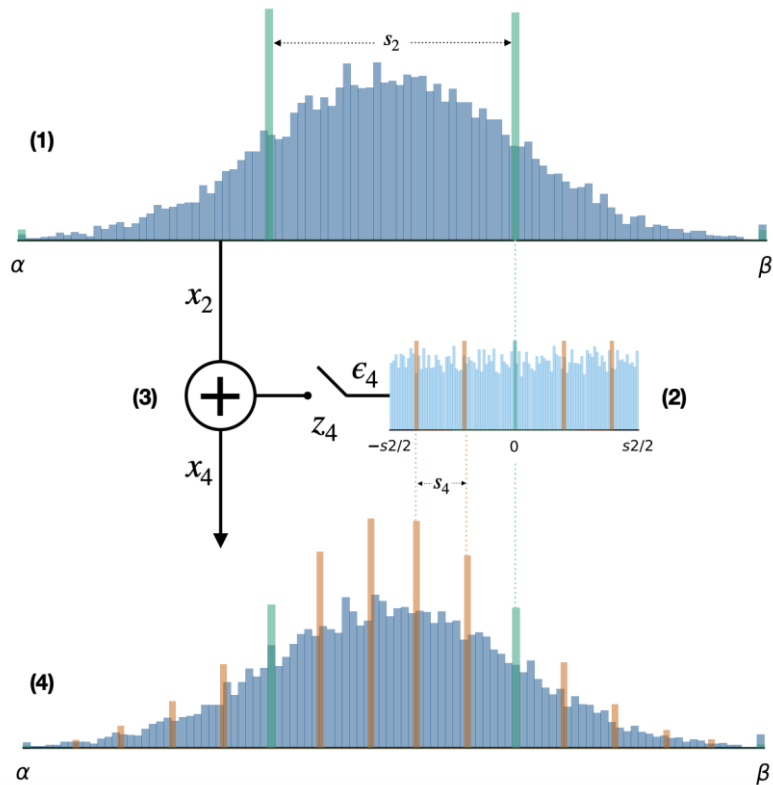 s₂
(1)
α β
x₂
(3) + z₄ ϵ₄ (2)
−s2/2 0 s2/2
x₄
s₄
(4)
α β